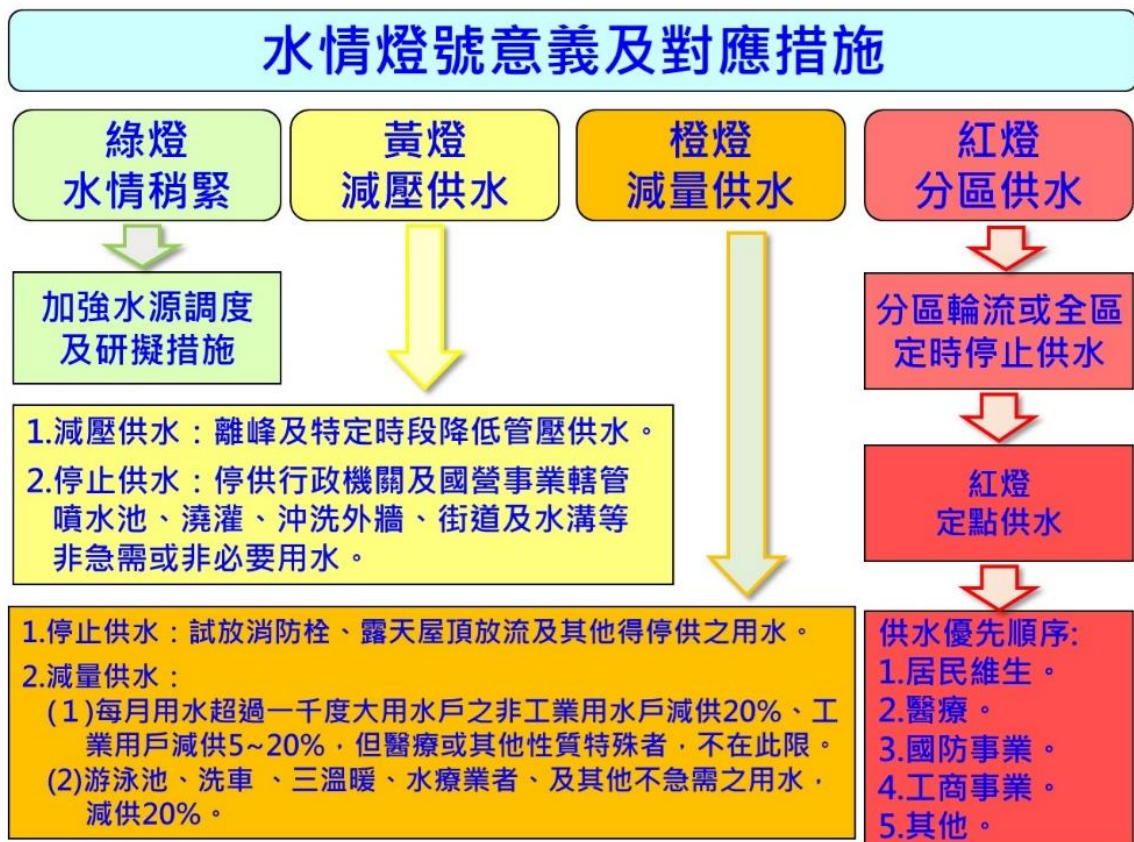 水情燈號意義及對應措施
綠燈
水情稍緊
黃燈
減壓供水
橙燈
減量供水
紅燈
分區供水
加強水源調度
及研擬措施
分區輪流或全區
定時停止供水
1.減壓供水：離峰及特定時段降低管壓供水。
2.停止供水：停供行政機關及國營事業轄管
噴水池、澆灌、沖洗外牆、街道及水溝等
非急需或非必要用水。
紅燈
定點供水
1.停止供水：試放消防栓、露天屋頂放流及其他得停供之用水。
2.減量供水：
(１)每月用水超過一千度大用水戶之非工業用水戶減供20%、工
業用戶減供5~20%，但醫療或其他性質特殊者，不在此限。
(2)游泳池、洗車 、三溫暖、水療業者、及其他不急需之用水，
減供20%。
供水優先順序:
1.居民維生。
2.醫療。
3.國防事業。
4.工商事業。
5.其他。